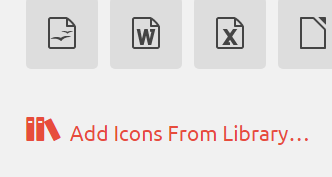 W X
Add Icons From Library…